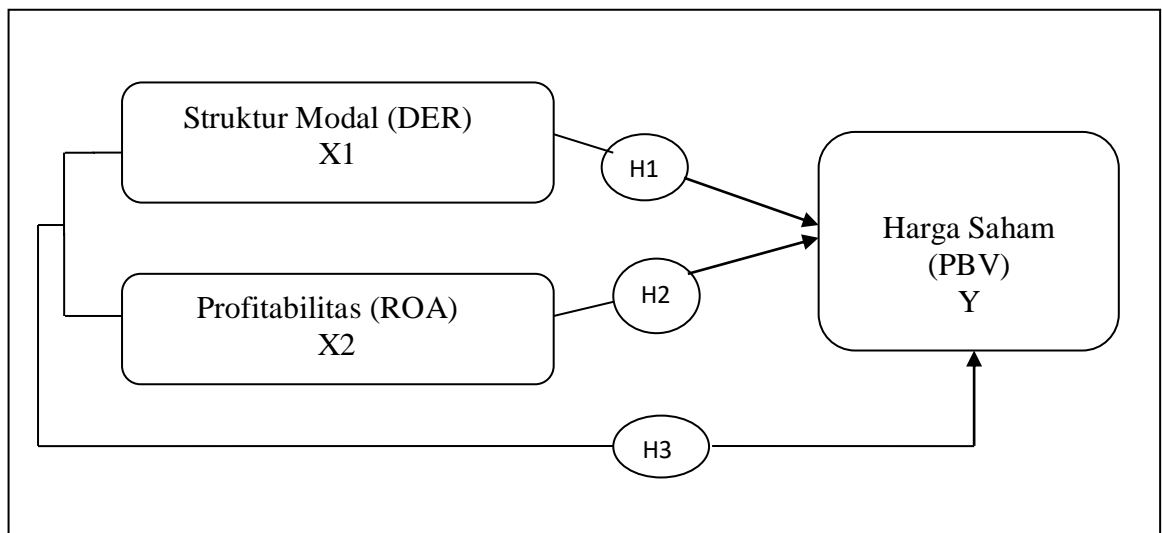 Struktur Modal (DER)
X1
H1
Harga Saham
(PBV)
Y
Profitabilitas (ROA)
X2
H2
H3